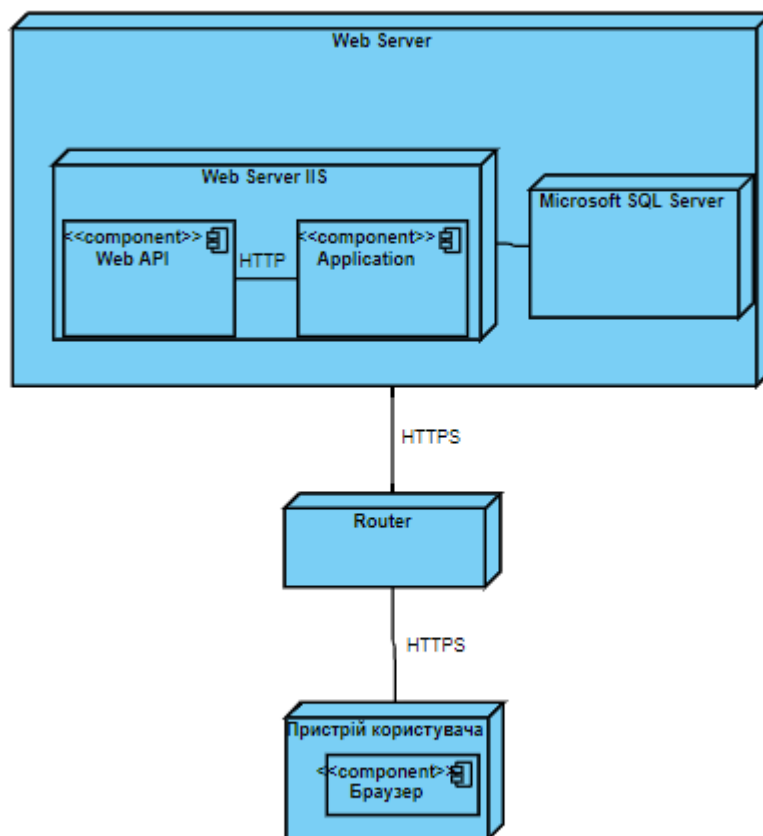 Web Server
Web Server IIS
Microsoft SQL Server
<<component>>
Web API
HTTP
<<component>>
Application
HTTPS
Router
HTTPS
Пристрій користувача
<<component>>
Браузер